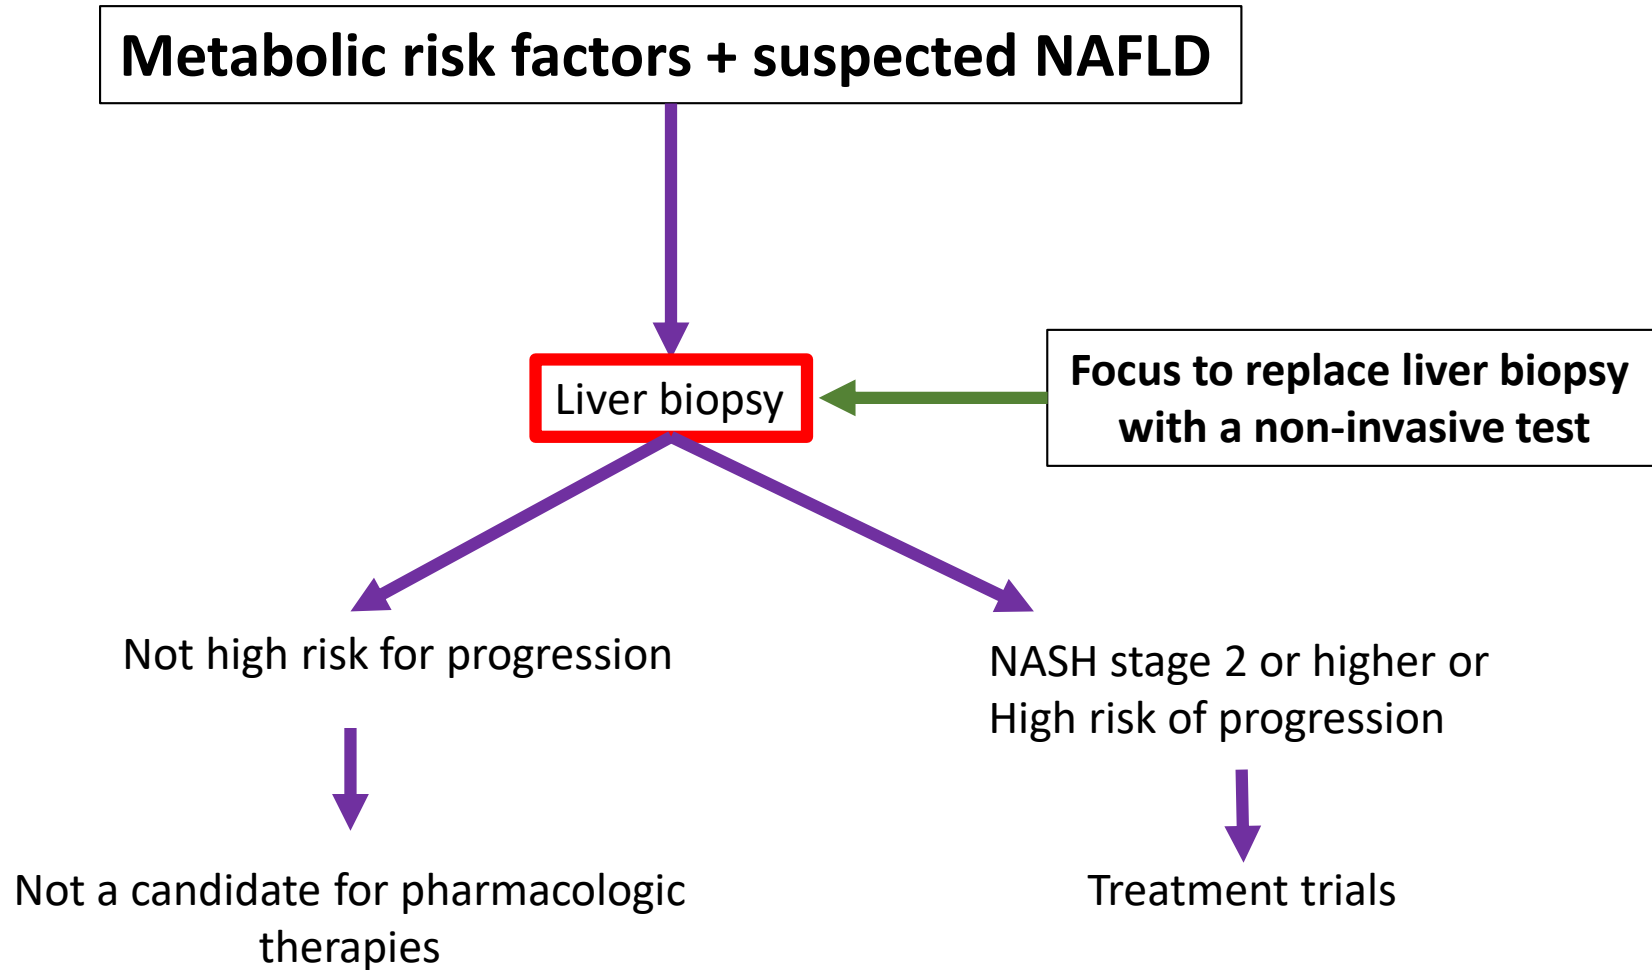 Metabolic risk factors + suspected NAFLD
Liver biopsy
Focus to replace liver biopsy
with a non-invasive test
Not high risk for progression
NASH stage 2 or higher or
High risk of progression
Not a candidate for pharmacologic
therapies
Treatment trials